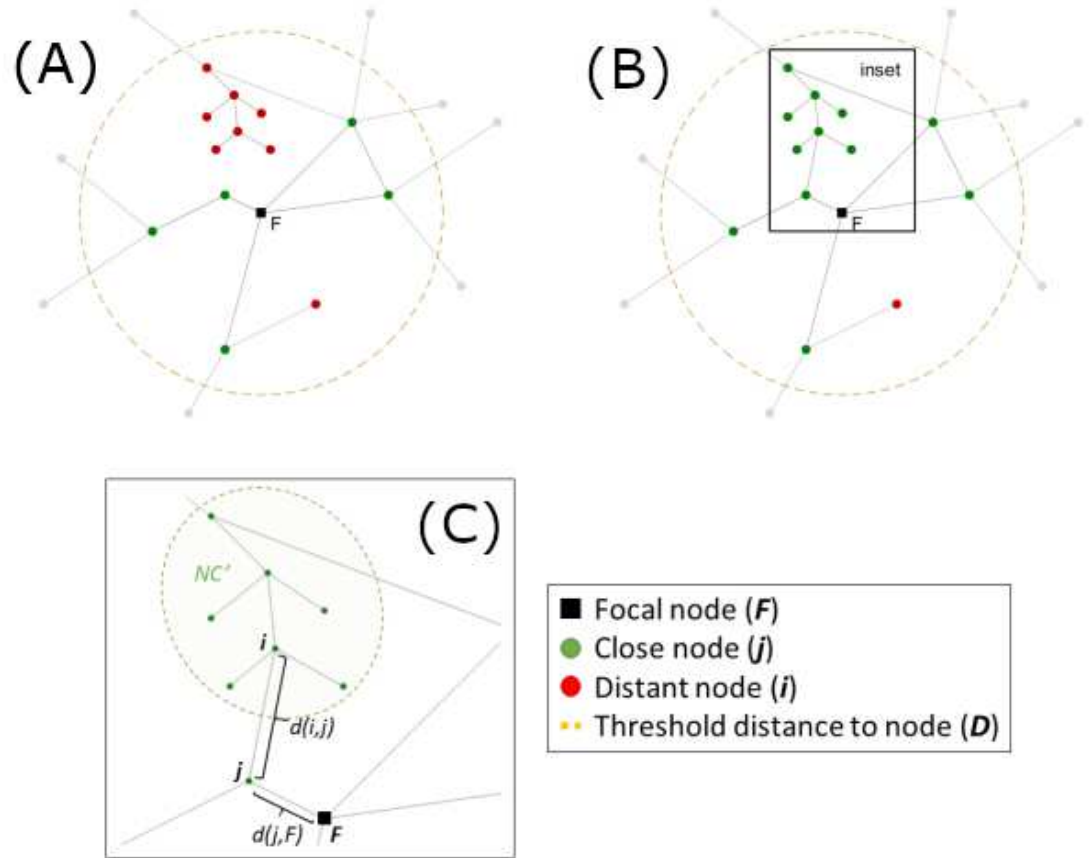 (A)
F
(B)
inset
F
(C)
NC'
i
d(i,j)
j
d(j,F)
F
Focal node (F)
Close node (j)
Distant node (i)
Threshold distance to node (D)